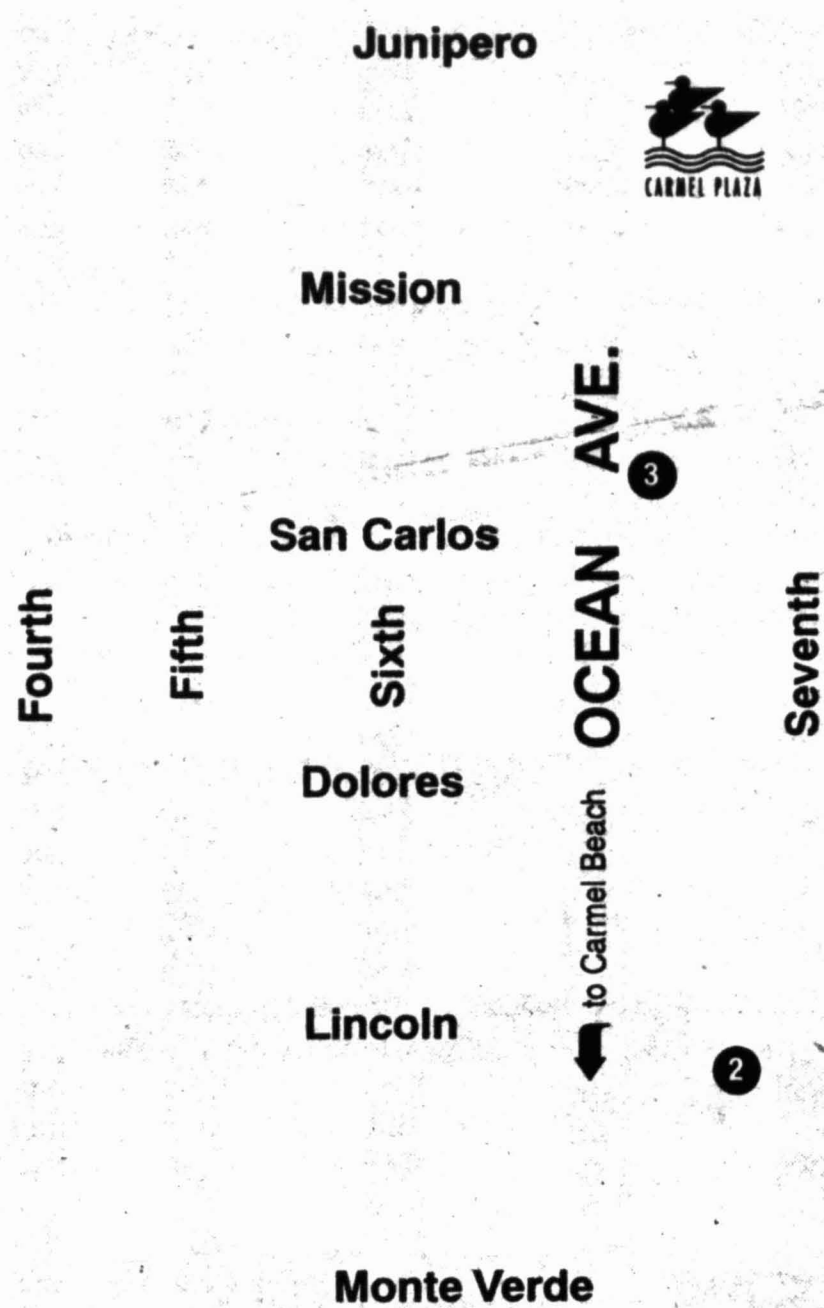 Junipero
CARMEL PLAZA
Mission
OCEAN AVE.
3
San Carlos
Fourth
Fifth
Sixth
Seventh
Dolores
to Carmel Beach
Lincoln
2
Monte Verde